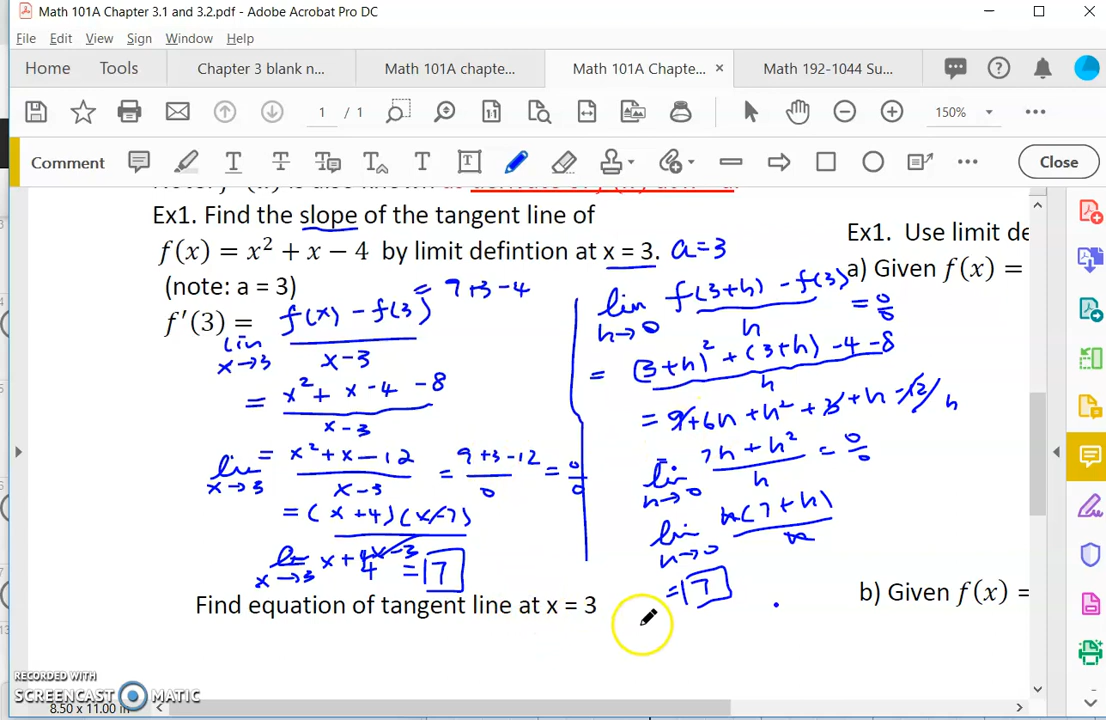 Math 101A Chapter 3.1 and 3.2.pdf - Adobe Acrobat Pro DC
File Edit View Sign Window Help
Home Tools Chapter 3 blank n... Math 101A chapte... Math 101A Chapte... × Math 192-1044 Su...
1 / 1 150%
Comment Close
Ex1. Find the slope of the tangent line of
f(x) = x² + x − 4 by limit defintion at x = 3. a=3
(note: a = 3) = 9+3-4
f′(3) = lim x→3 f(x) - f(3) / x-3
= x² + x - 4 - 8 / x-3
lim x→3 = x²+x-12 / x-3 = 9+3-12 / 0 = 0/0
= (x+4)(x-3) / x-3
lim x→3 x+4 = 7
Find equation of tangent line at x = 3
lim h→0 f(3+h) - f(3) / h = 0/0
= (3+h)² + (3+h) - 4 - 8 / h
= 9+6h+h²+3+h-12 / h
lim h→0 7h+h² / h = 0/0
lim h→0 h(7+h) / h
= 7
Ex1. Use limit de
a) Given f(x) =
b) Given f(x) =
RECORDED WITH
SCREENCAST MATIC
8.50 x 11.00 in